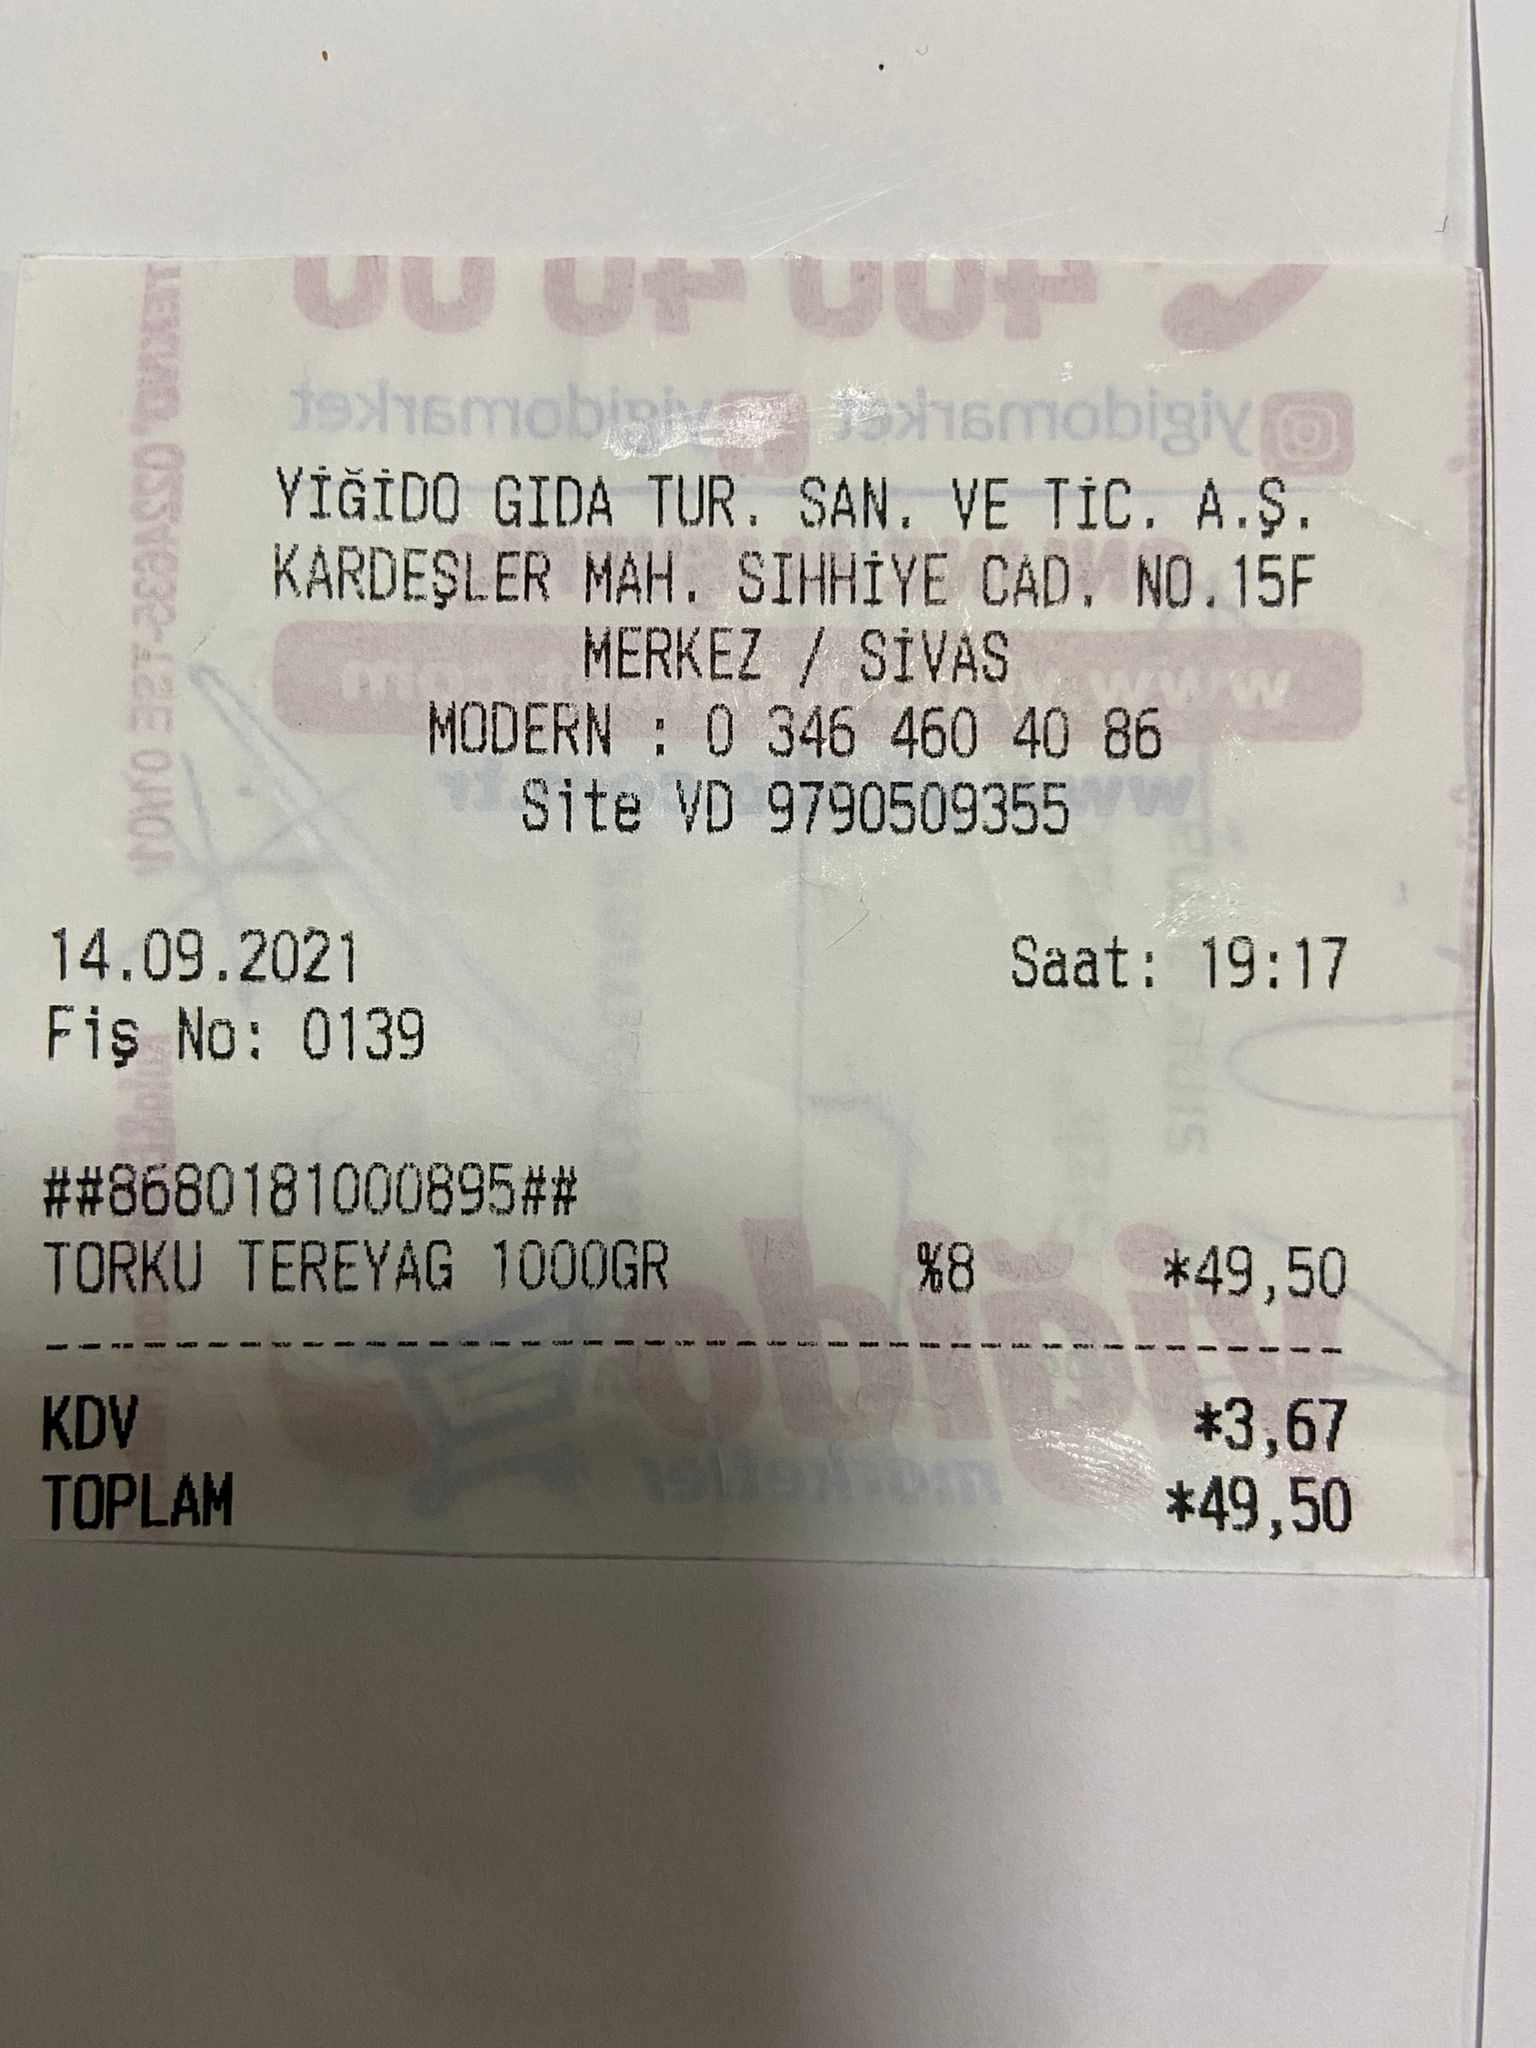 YİĞİDO GIDA TUR. SAN. VE TİC. A.Ş.
KARDEŞLER MAH. SIHHİYE CAD. NO.15F
MERKEZ / SİVAS
MODERN : 0 346 460 40 86
Site VD 9790509355
14.09.2021 Saat: 19:17
Fiş No: 0139
##8680181000895##
TORKU TEREYAG 1000GR %8 *49,50
KDV *3,67
TOPLAM *49,50